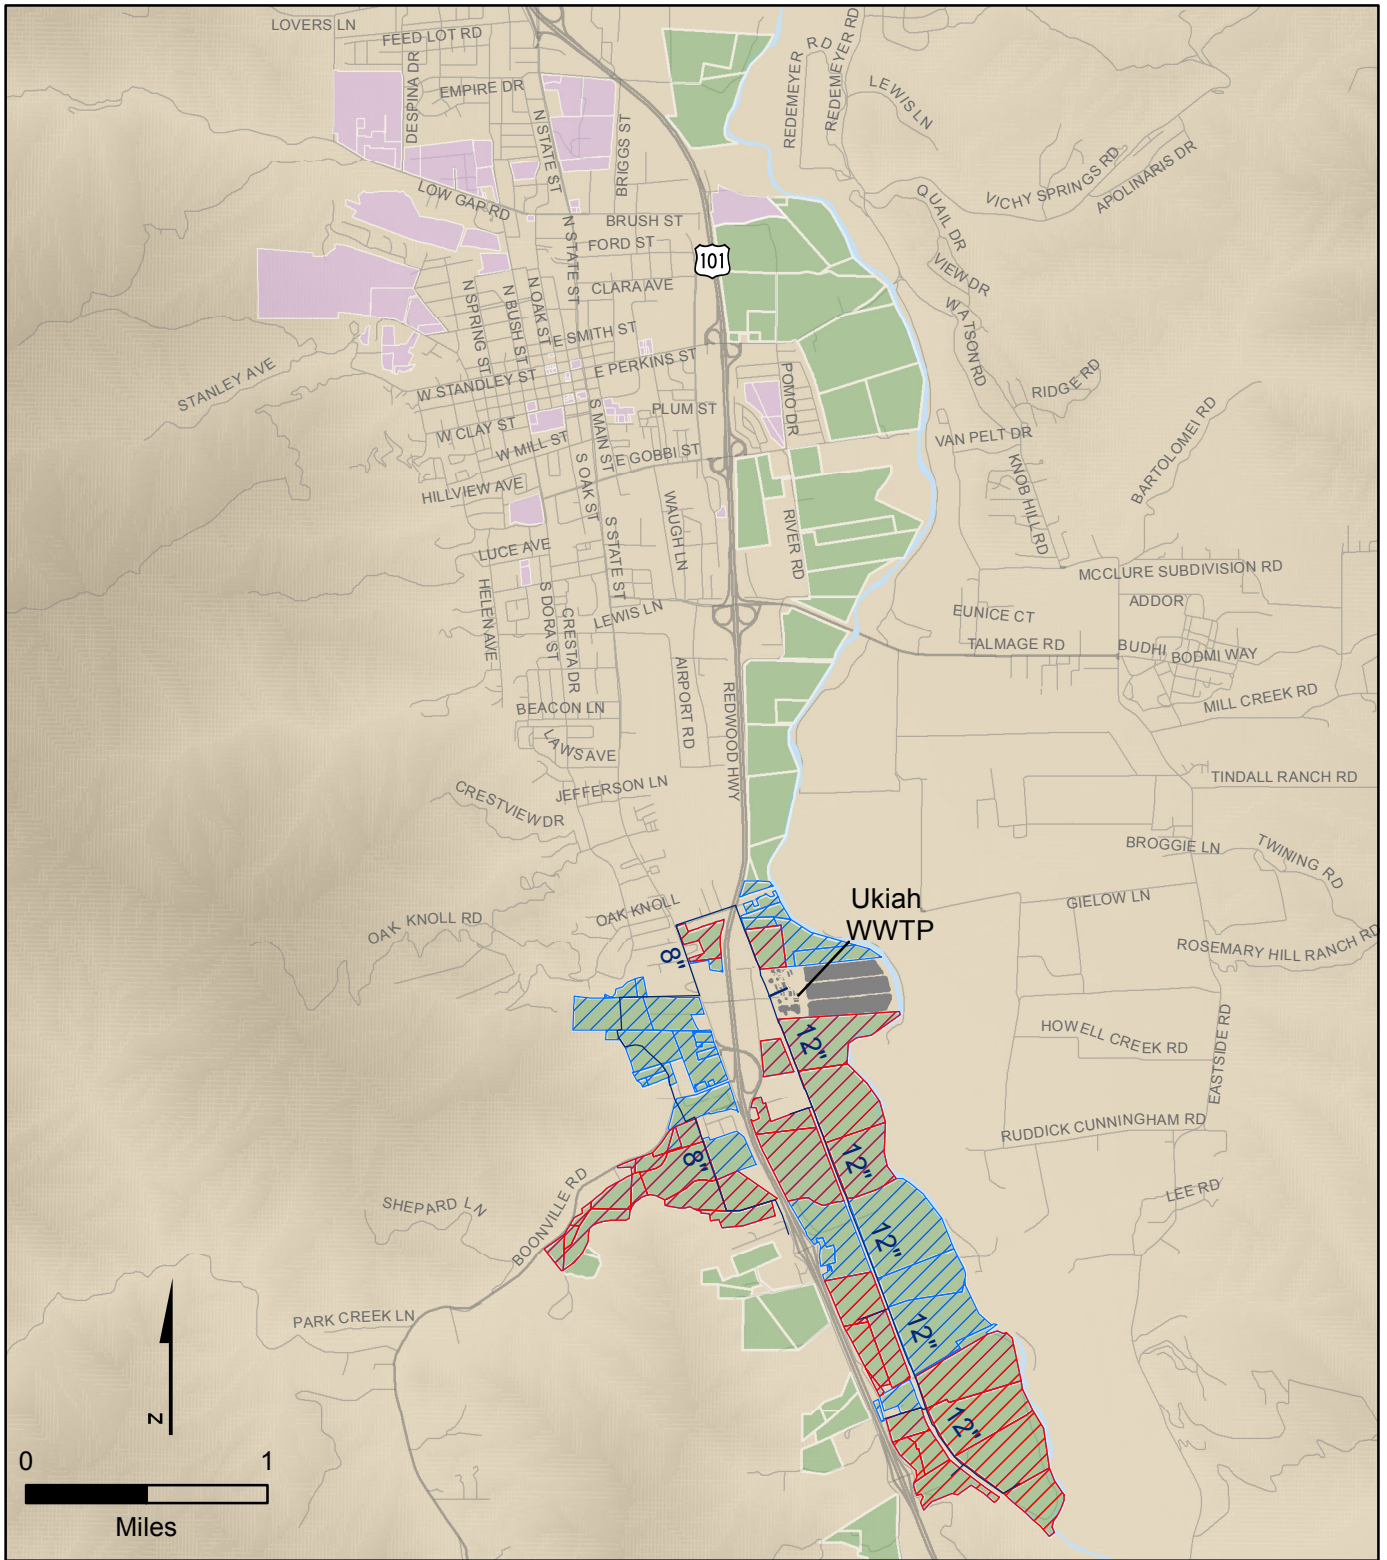 LOVERS LN
FEED LOT RD
DESPINA DR
EMPIRE DR
N STATE ST
BRIGGS ST
REDEMEYER RD
REDEMEYER RD
LEWIS LN
VICHY SPRINGS RD
APOLINARIS DR
LOW GAP RD
QUAIL DR
BRUSH ST
N STATE ST
FORD ST
101
VIEW DR
CLARA AVE
N SPRING ST
N BUSH ST
N OAK ST
E SMITH ST
WATSON RD
STANLEY AVE
W STANDLEY ST
E PERKINS ST
POMO DR
RIDGE RD
PLUM ST
W CLAY ST
S MAIN ST
W MILL ST
E GOBBI ST
VAN PELT DR
BARTOLOMEI RD
HILLVIEW AVE
S OAK ST
WAUGH LN
KNOB HILL RD
S STATE ST
RIVER RD
LUCE AVE
MCCLURE SUBDIVISION RD
HELEN AVE
S DORA ST
CRESTA DR
LEWIS LN
EUNICE CT
ADDOR
TALMAGE RD
BUDHI
BODMI WAY
AIRPORT RD
REDWOOD HWY
MILL CREEK RD
BEACON LN
LAWS AVE
JEFFERSON LN
TINDALL RANCH RD
CRESTVIEW DR
BROGGIE LN
TWINING RD
Ukiah
WWTP
GIELOW LN
OAK KNOLL RD
OAK KNOLL
ROSEMARY HILL RANCH RD
8"
12"
HOWELL CREEK RD
EASTSIDE RD
RUDDICK CUNNINGHAM RD
8"
12"
LEE RD
SHEPARD LN
BOONVILLE RD
12"
PARK CREEK LN
12"
12"
N
0 1
Miles